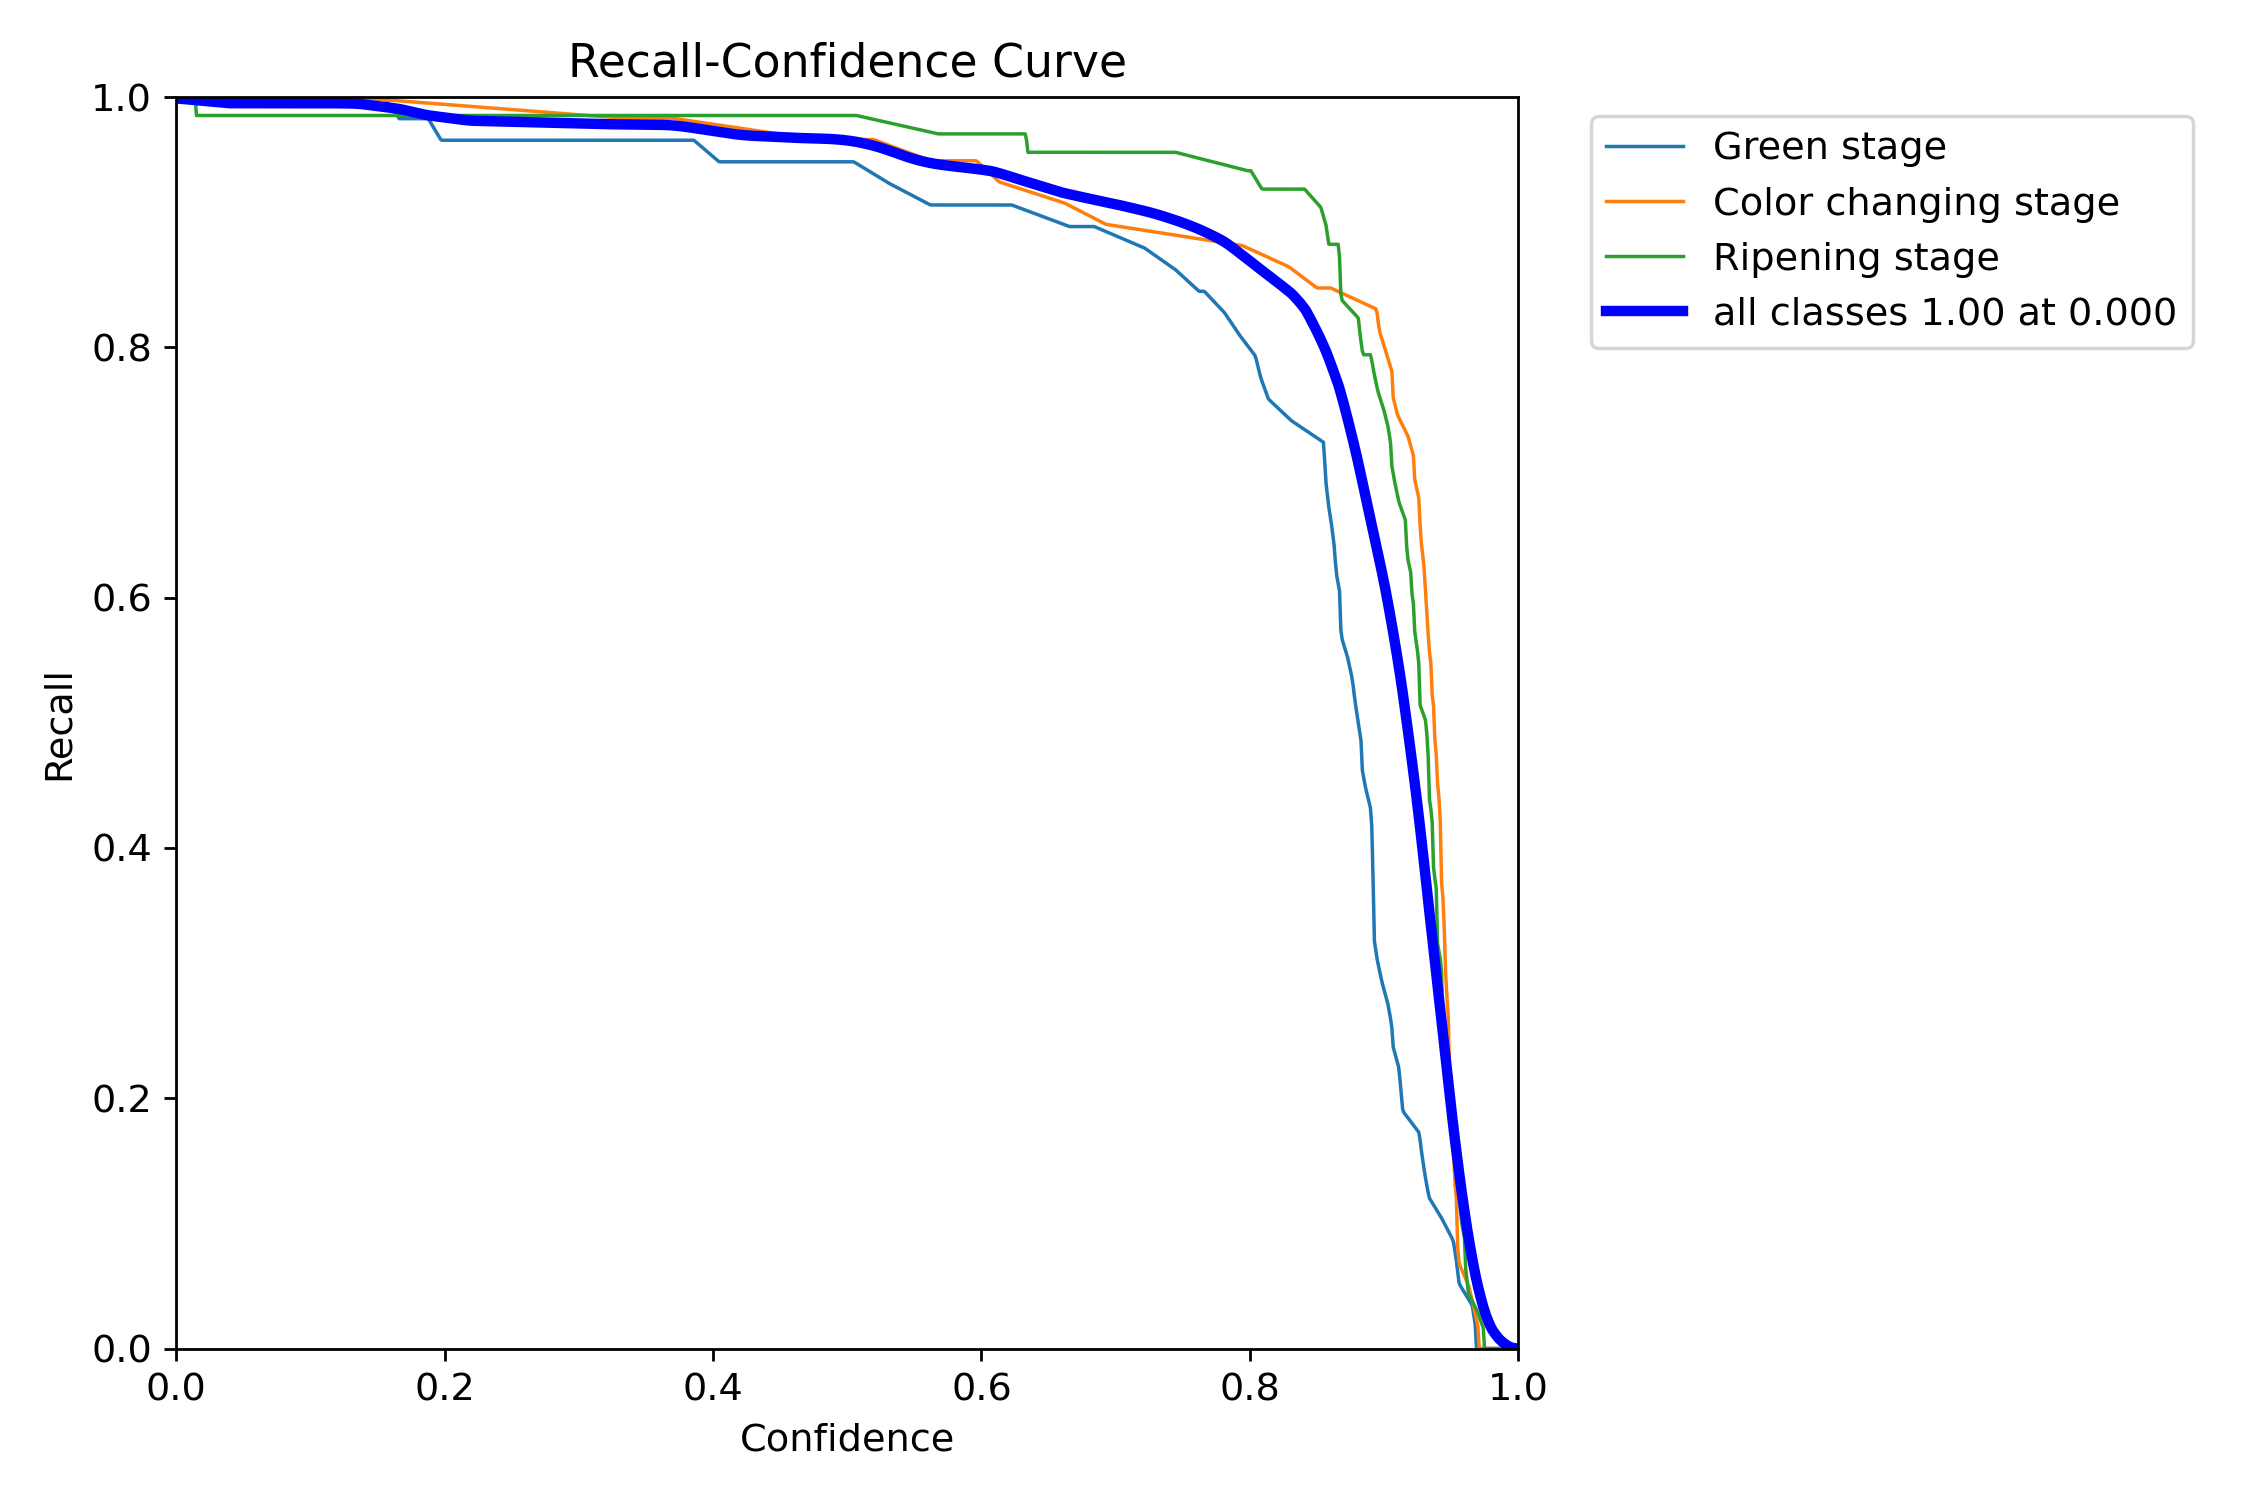 Recall-Confidence Curve
1.0
0.8
0.6
0.4
0.2
0.0
Recall
0.0 0.2 0.4 0.6 0.8 1.0
Confidence
Green stage
Color changing stage
Ripening stage
all classes 1.00 at 0.000